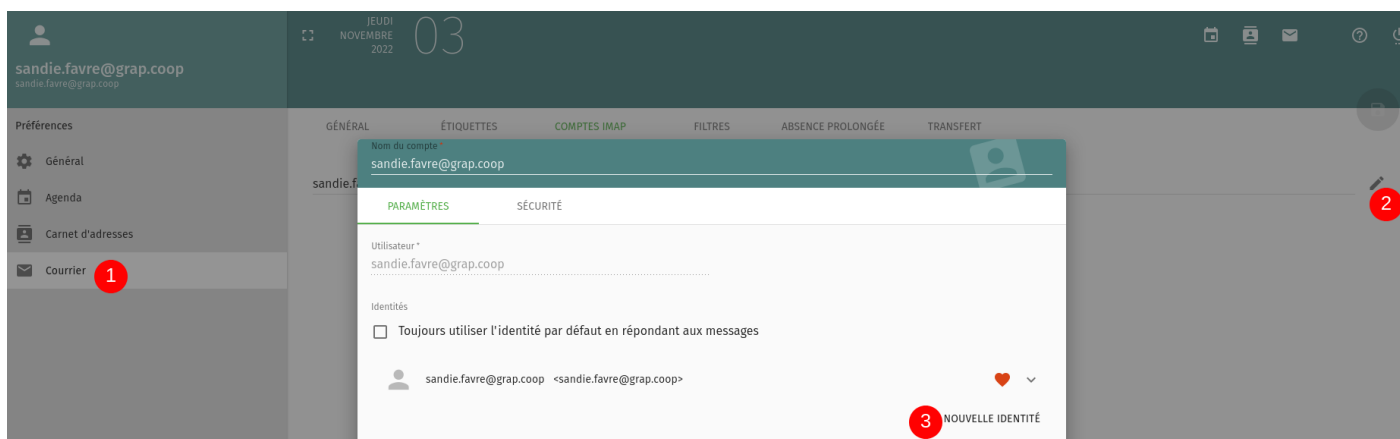 JEUDI
NOVEMBRE
2022
03
sandie.favre@grap.coop
sandie.favre@grap.coop
Préférences
Général
Agenda
Carnet d'adresses
Courrier
1
GÉNÉRAL ÉTIQUETTES COMPTES IMAP FILTRES ABSENCE PROLONGÉE TRANSFERT
sandie.f
2
Nom du compte *
sandie.favre@grap.coop
PARAMÈTRES SÉCURITÉ
Utilisateur *
sandie.favre@grap.coop
Identités
Toujours utiliser l'identité par défaut en répondant aux messages
sandie.favre@grap.coop <sandie.favre@grap.coop>
3 NOUVELLE IDENTITÉ